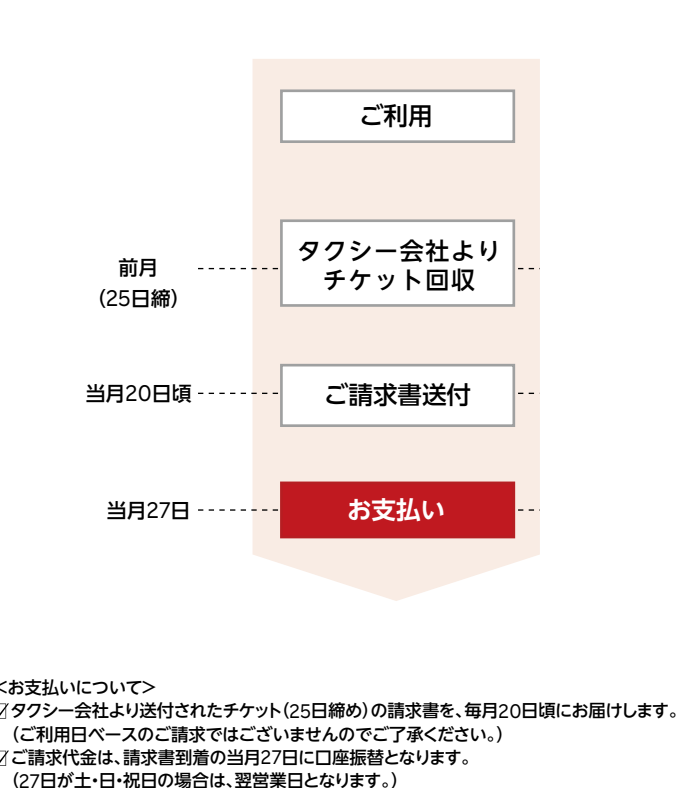 ご利用
タクシー会社より
チケット回収
前月
(25日締)
当月20日頃
ご請求書送付
当月27日
お支払い
<お支払いについて>
☑タクシー会社より送付されたチケット(25日締め)の請求書を、毎月20日頃にお届けします。
(ご利用日ベースのご請求ではございませんのでご了承ください。)
☑ご請求代金は、請求書到着の当月27日に口座振替となります。
(27日が土・日・祝日の場合は、翌営業日となります。)